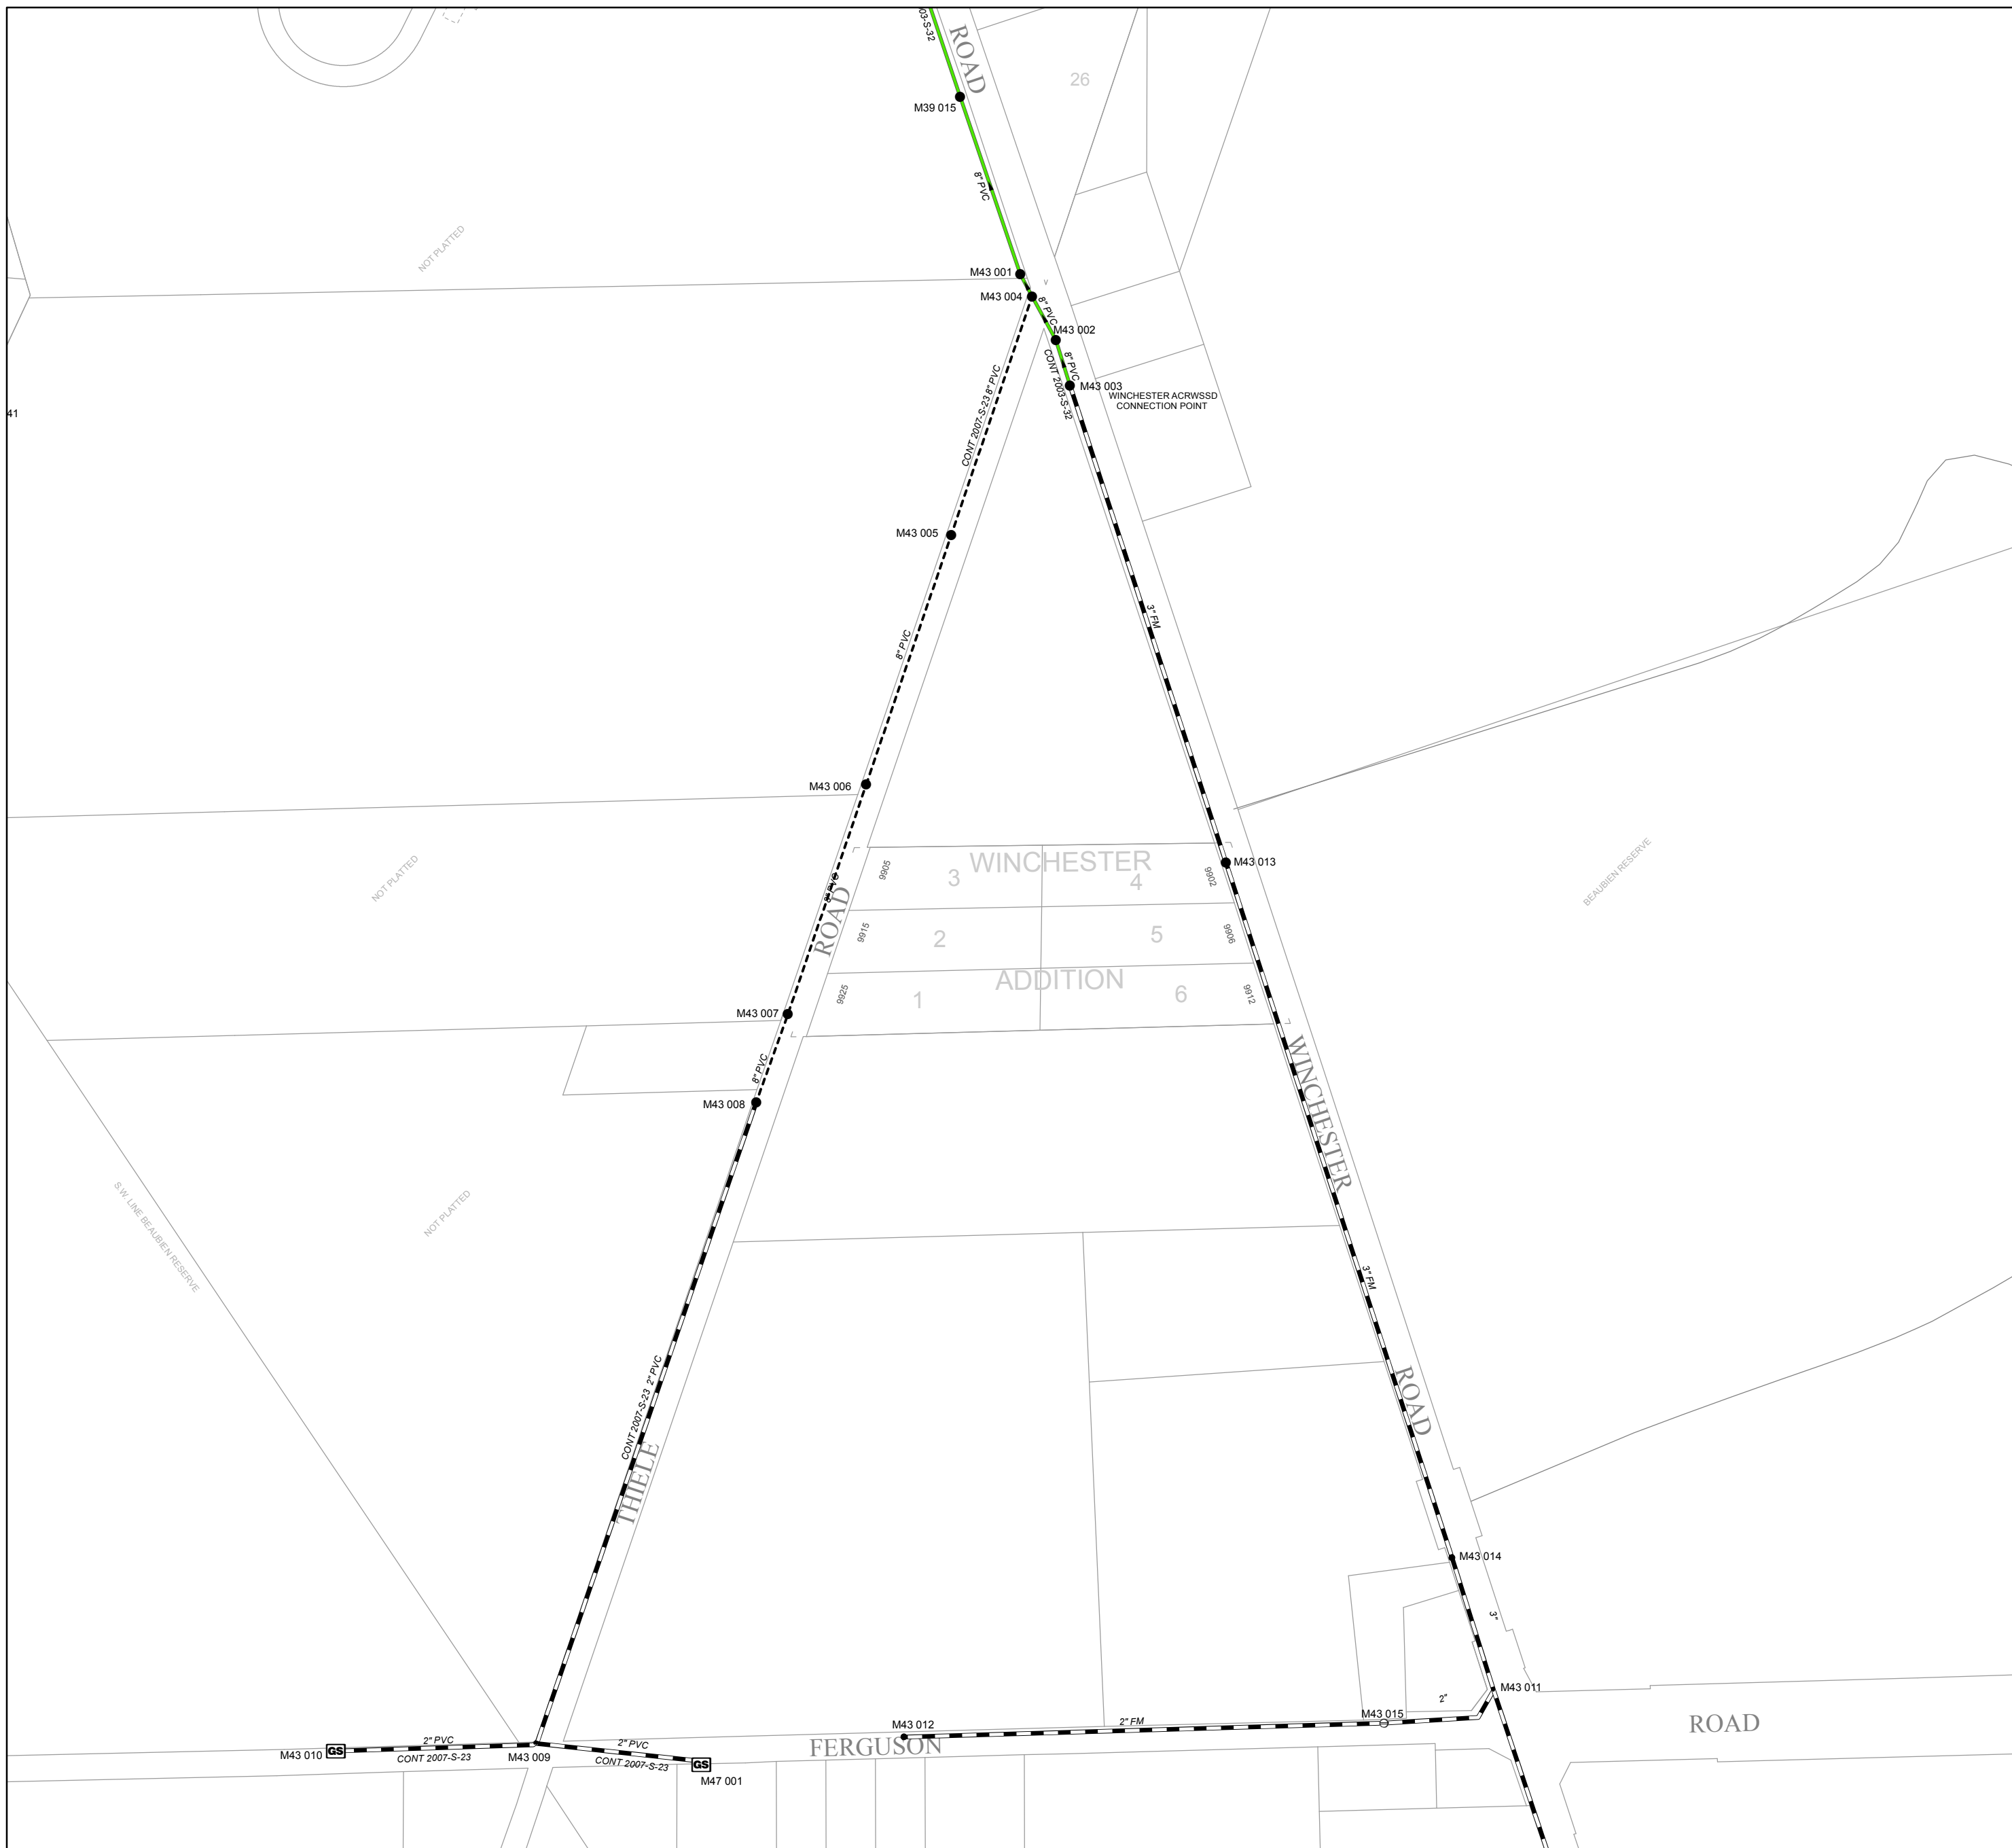 03-S-32
ROAD
26
M39 015
8" PVC
NOT PLATTED
M43 001
M43 004
8" PVC
M43 002
8" PVC
CONT 2003-S-32
M43 003
WINCHESTER ACRWSSD
CONNECTION POINT
CONT 2007-S-23 8" PVC
41
M43 005
3" FM
8" PVC
M43 006
NOT PLATTED
8" PVC
ROAD
9905
WINCHESTER
3
4
9902
M43 013
BEAUBIEN RESERVE
9915
2
5
9906
9925
1
ADDITION
6
9912
M43 007
8" PVC
M43 008
WINCHESTER
S.W. LINE BEAUBIEN RESERVE
NOT PLATTED
3" FM
CONT 2007-S-23 2" PVC
ROAD
THIELE
M43 014
3"
M43 011
2"
M43 015
M43 012
2" FM
FERGUSON
ROAD
M43 010
GS
2" PVC
CONT 2007-S-23
M43 009
2" PVC
CONT 2007-S-23
GS
M47 001